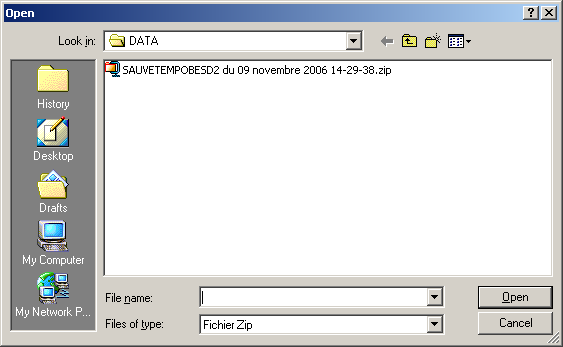 Open
Look in: DATA
SAUVETEMPOBESD2 du 09 novembre 2006 14-29-38.zip
History
Desktop
Drafts
My Computer
My Network P...
File name:
Open
Files of type: Fichier Zip
Cancel